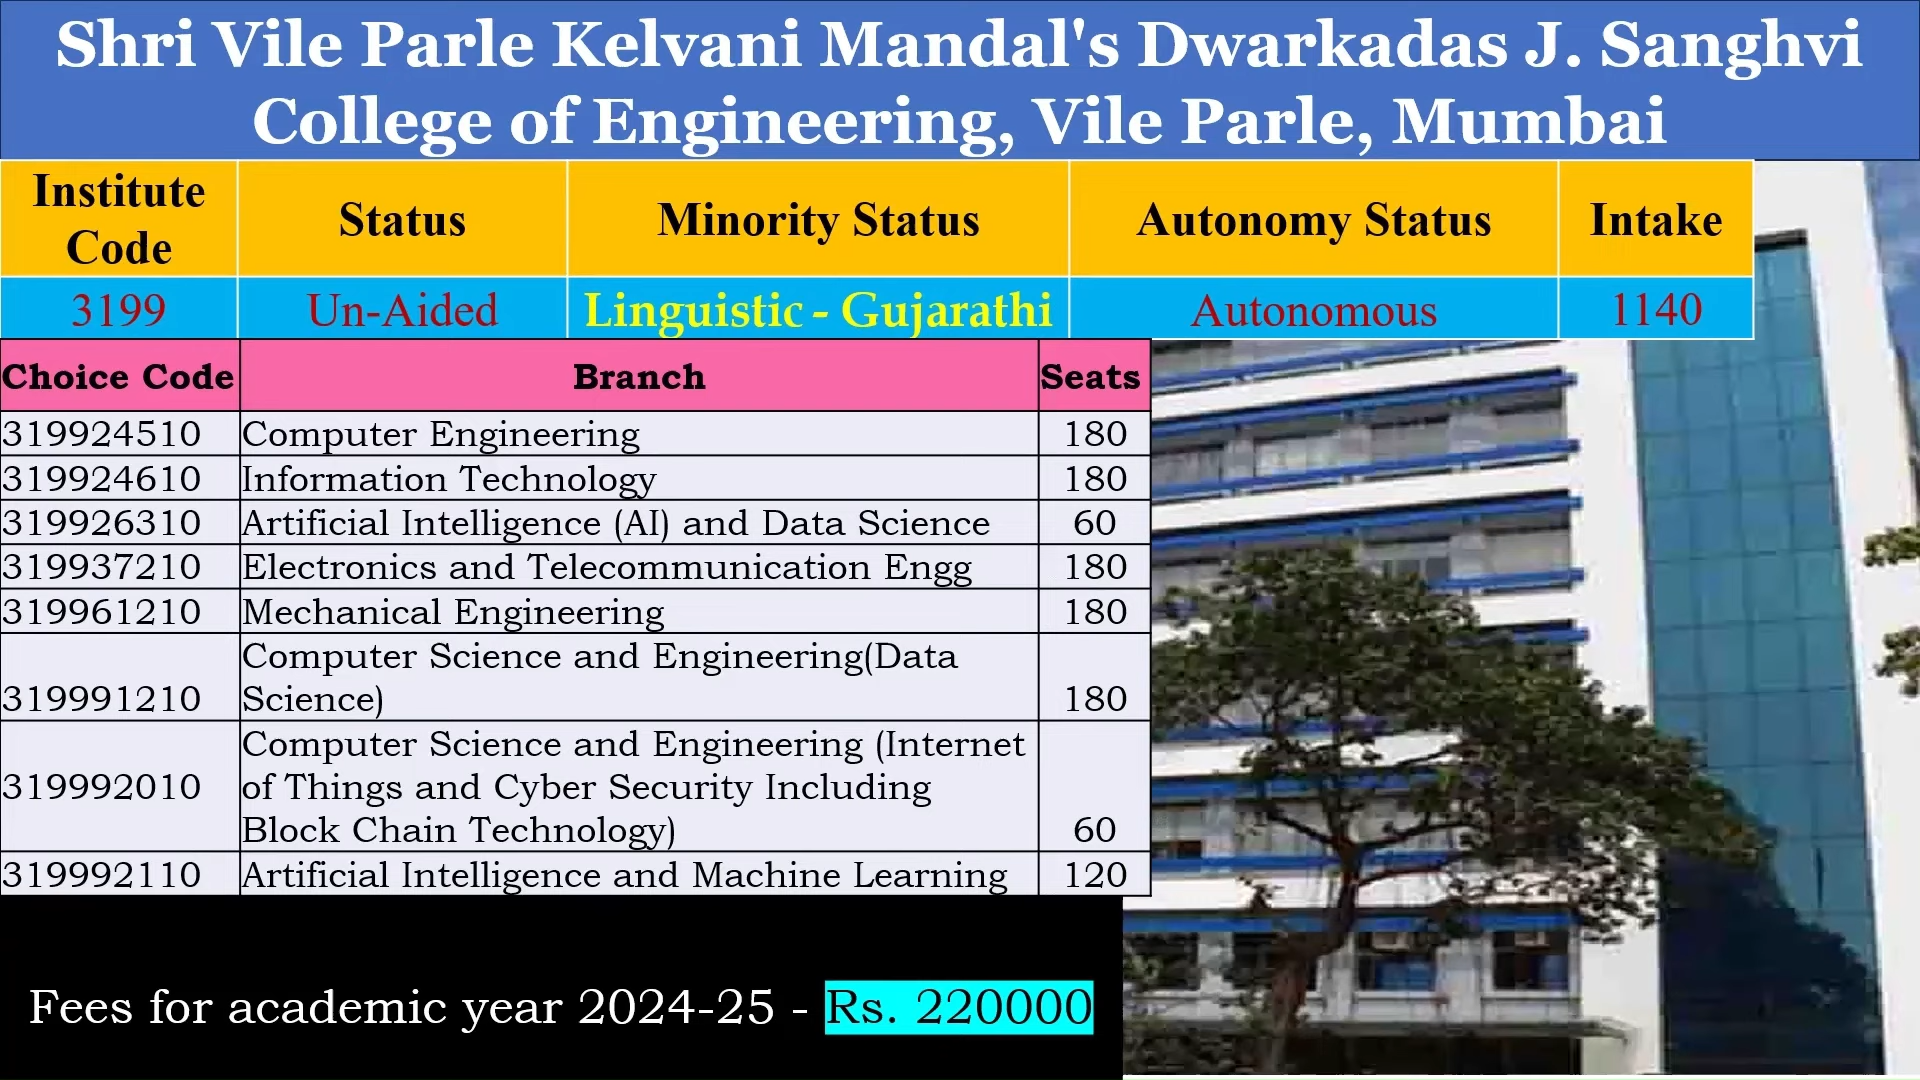 Shri Vile Parle Kelvani Mandal's Dwarkadas J. Sanghvi
College of Engineering, Vile Parle, Mumbai
Institute Code Status Minority Status Autonomy Status Intake
3199 Un-Aided Linguistic - Gujarathi Autonomous 1140
Choice Code Branch Seats
319924510 Computer Engineering 180
319924610 Information Technology 180
319926310 Artificial Intelligence (AI) and Data Science 60
319937210 Electronics and Telecommunication Engg 180
319961210 Mechanical Engineering 180
Computer Science and Engineering(Data
319991210 Science) 180
Computer Science and Engineering (Internet
319992010 of Things and Cyber Security Including
Block Chain Technology) 60
319992110 Artificial Intelligence and Machine Learning 120
Fees for academic year 2024-25 - Rs. 220000